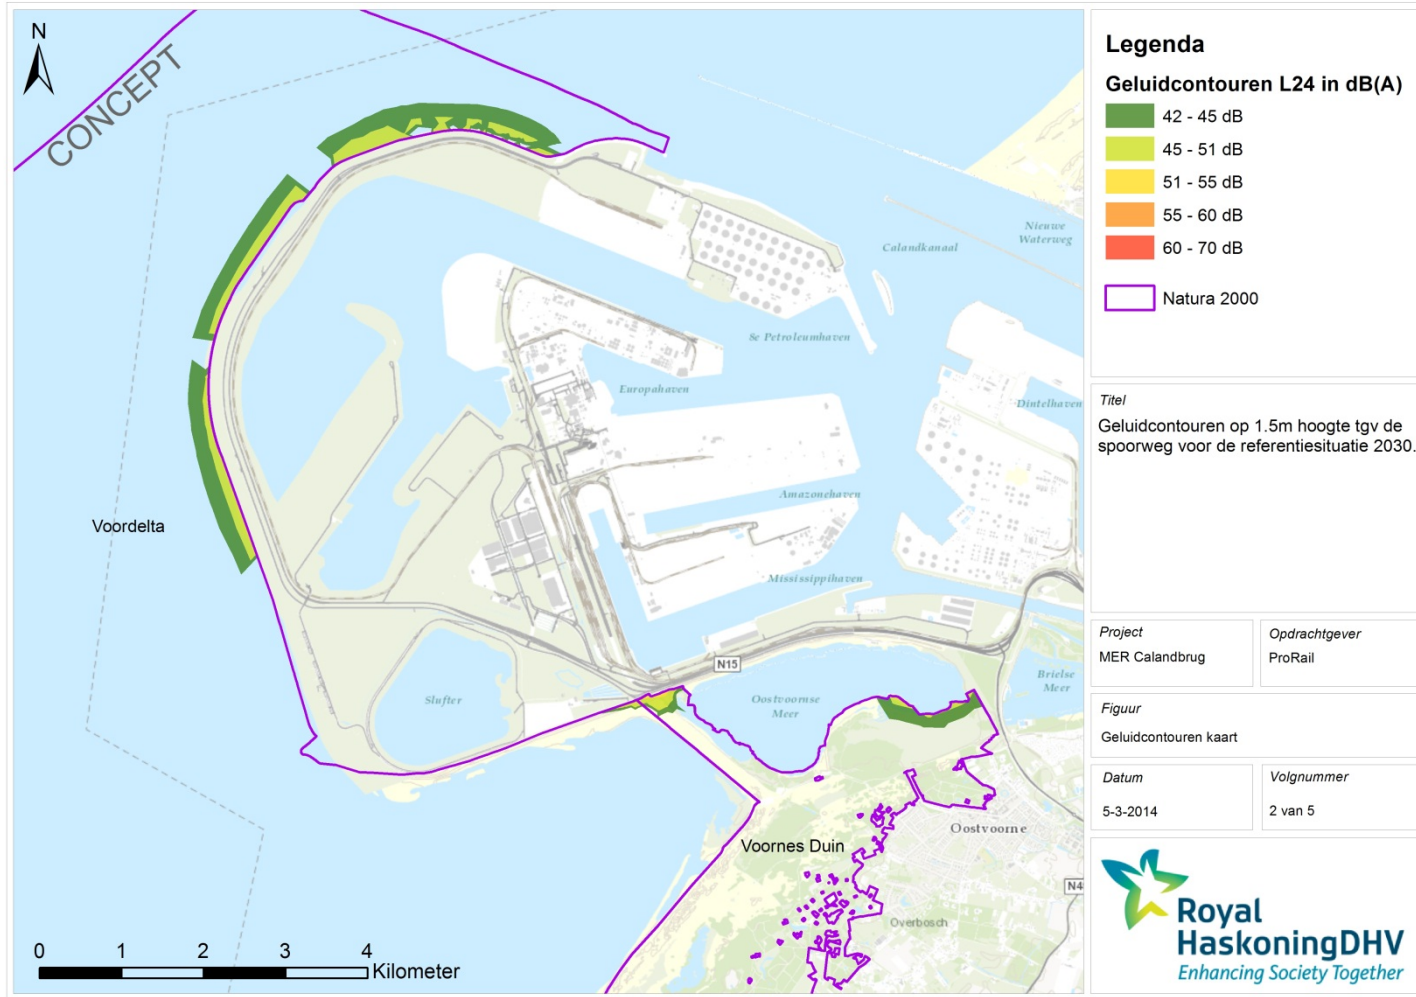 N
CONCEPT
Nieuwe
Waterweg
Calandkanaal
8e Petroleumhaven
Europahaven
Dintelhaven
Amazonehaven
Mississippihaven
Voordelta
N15
Slufter
Oostvoornse
Meer
Brielse
Meer
Oostvoorne
Voornes Duin
Overbosch
0 1 2 3 4
Kilometer
Legenda
Geluidcontouren L24 in dB(A)
42 - 45 dB
45 - 51 dB
51 - 55 dB
55 - 60 dB
60 - 70 dB
Natura 2000
Titel
Geluidcontouren op 1.5m hoogte tgv de
spoorweg voor de referentiesituatie 2030.
Project
MER Calandbrug
Opdrachtgever
ProRail
Figuur
Geluidcontouren kaart
Datum
5-3-2014
Volgnummer
2 van 5
Royal
HaskoningDHV
Enhancing Society Together